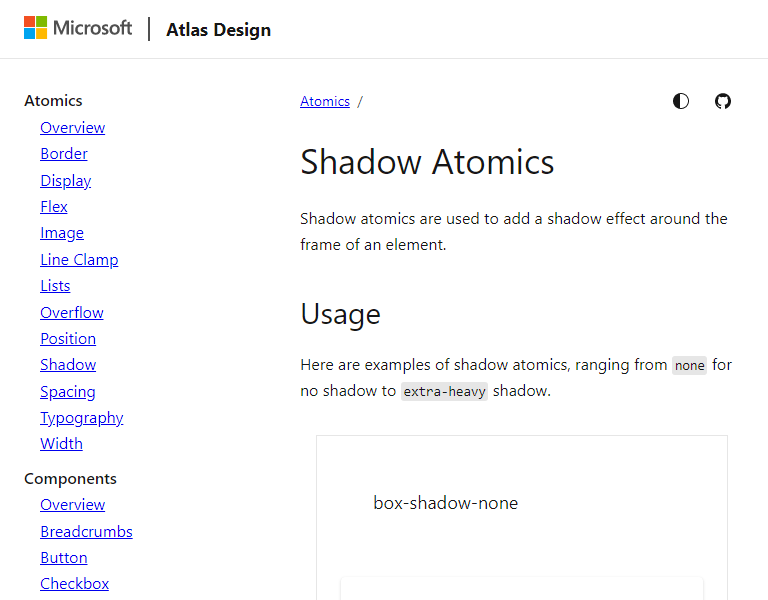 Microsoft | Atlas Design
Atomics
Overview
Border
Display
Flex
Image
Line Clamp
Lists
Overflow
Position
Shadow
Spacing
Typography
Width
Components
Overview
Breadcrumbs
Button
Checkbox
Atomics /
Shadow Atomics
Shadow atomics are used to add a shadow effect around the
frame of an element.
Usage
Here are examples of shadow atomics, ranging from none for
no shadow to extra-heavy shadow.
box-shadow-none